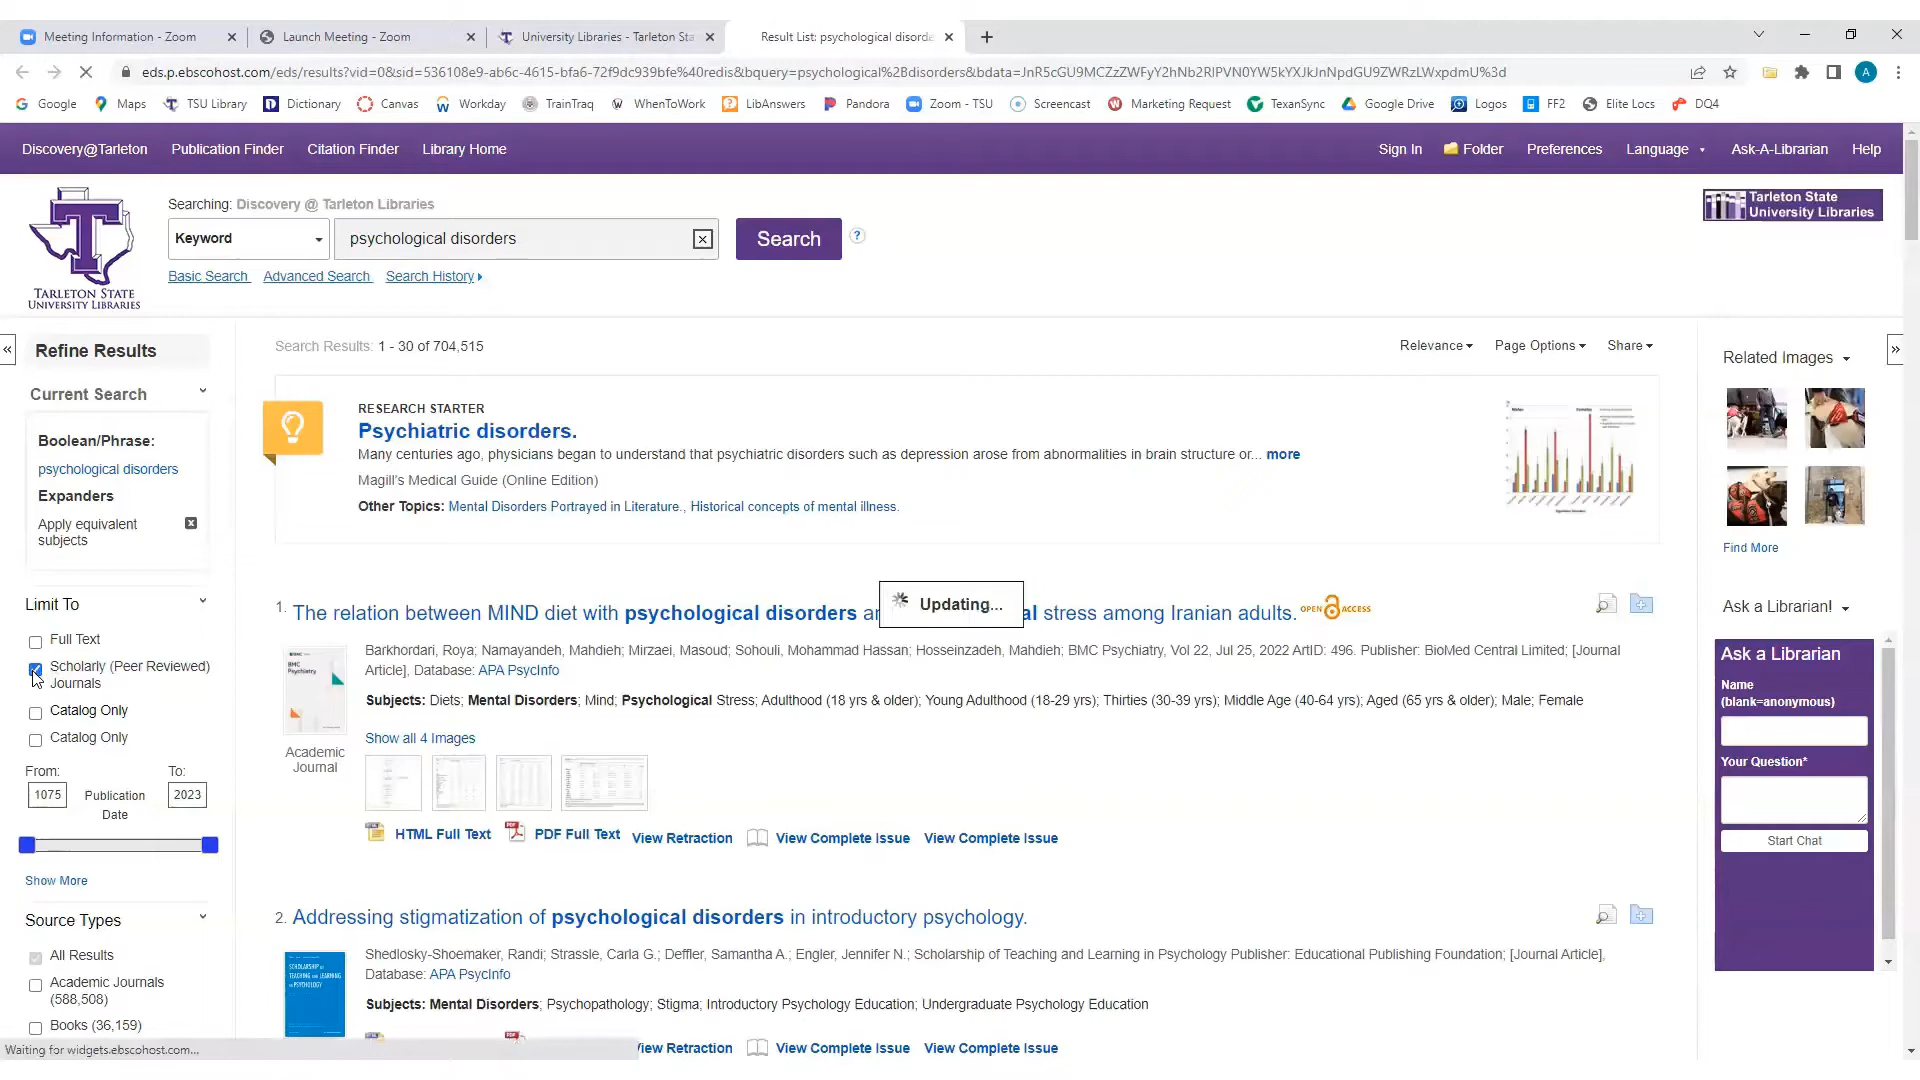 Meeting Information - Zoom
Launch Meeting - Zoom
University Libraries - Tarleton Sta
Result List: psychological disorde
eds.p.ebscohost.com/eds/results?vid=0&sid=536108e9-ab6c-4615-bfa6-72f9dc939bfe%40redis&bquery=psychological%2Bdisorders&bdata=JnR5cGU9MCZzZWFyY2hNb2RlPVN0YW5kYXJkJnNpdGU9ZWRzLWxpdmU%3d
A
Google Maps TSU Library Dictionary Canvas Workday TrainTraq WhenToWork LibAnswers Pandora Zoom - TSU Screencast Marketing Request TexanSync Google Drive Logos FF2 Elite Locs DQ4
Discovery@Tarleton Publication Finder Citation Finder Library Home Sign In Folder Preferences Language Ask-A-Librarian Help
TARLETON STATE
UNIVERSITY LIBRARIES
Searching: Discovery @ Tarleton Libraries
Keyword psychological disorders Search ?
Basic Search Advanced Search Search History
Tarleton State
University Libraries
Refine Results
Current Search
Boolean/Phrase:
psychological disorders
Expanders
Apply equivalent
subjects
Limit To
Full Text
Scholarly (Peer Reviewed)
Journals
Catalog Only
Catalog Only
From: To:
1075 Publication 2023
Date
Show More
Source Types
All Results
Academic Journals
(588,508)
Books (36,159)
Waiting for widgets.ebscohost.com...
Search Results: 1 - 30 of 704,515
Relevance Page Options Share
RESEARCH STARTER
Psychiatric disorders.
Many centuries ago, physicians began to understand that psychiatric disorders such as depression arose from abnormalities in brain structure or... more
Magill's Medical Guide (Online Edition)
Other Topics: Mental Disorders Portrayed in Literature., Historical concepts of mental illness.
Updating...
1. The relation between MIND diet with psychological disorders an al stress among Iranian adults. OPEN ACCESS
Barkhordari, Roya; Namayandeh, Mahdieh; Mirzaei, Masoud; Sohouli, Mohammad Hassan; Hosseinzadeh, Mahdieh; BMC Psychiatry, Vol 22, Jul 25, 2022 ArtID: 496. Publisher: BioMed Central Limited; [Journal
Article], Database: APA PsycInfo
Subjects: Diets; Mental Disorders; Mind; Psychological Stress; Adulthood (18 yrs & older); Young Adulthood (18-29 yrs); Thirties (30-39 yrs); Middle Age (40-64 yrs); Aged (65 yrs & older); Male; Female
BMC
Psychiatry
Academic
Journal
Show all 4 Images
HTML Full Text PDF Full Text View Retraction View Complete Issue View Complete Issue
2. Addressing stigmatization of psychological disorders in introductory psychology.
Shedlosky-Shoemaker, Randi; Strassle, Carla G.; Deffler, Samantha A.; Engler, Jennifer N.; Scholarship of Teaching and Learning in Psychology Publisher: Educational Publishing Foundation; [Journal Article],
Database: APA PsycInfo
Subjects: Mental Disorders; Psychopathology; Stigma; Introductory Psychology Education; Undergraduate Psychology Education
SCHOLARSHIP OF
TEACHING AND LEARNING
IN PSYCHOLOGY
View Retraction View Complete Issue View Complete Issue
Related Images
Find More
Ask a Librarian!
Ask a Librarian
Name
(blank=anonymous)
Your Question*
Start Chat